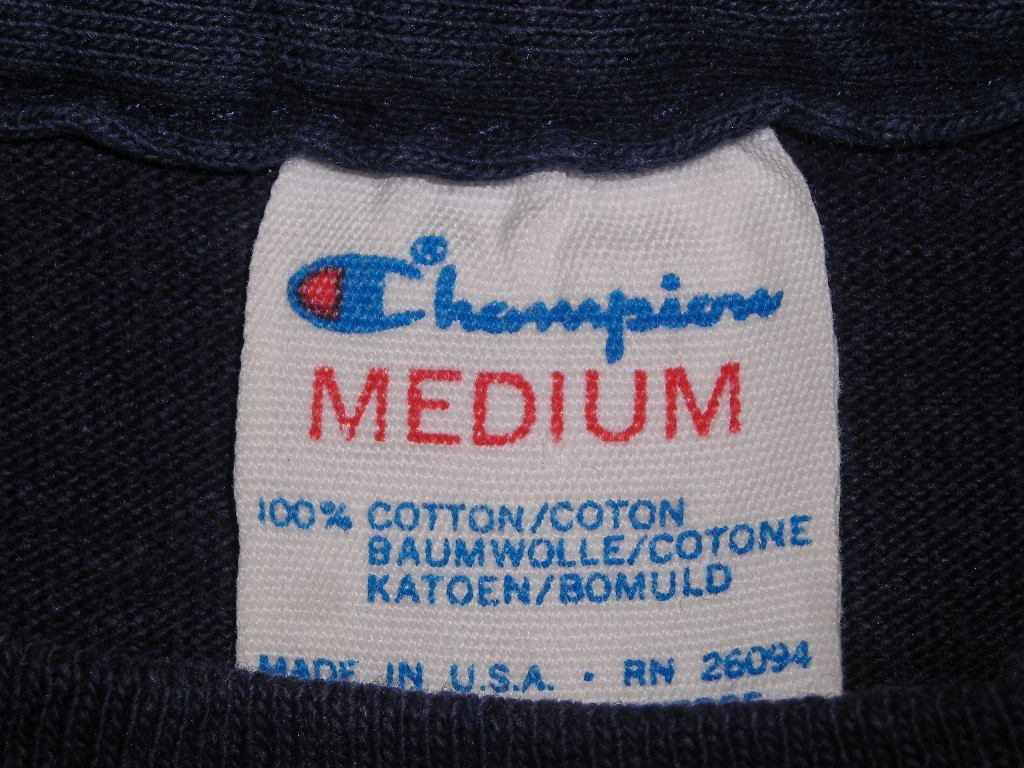 Champion
MEDIUM
100% COTTON/COTON
BAUMWOLLE/COTONE
KATOEN/BOMULD
MADE IN U.S.A. · RN 26094